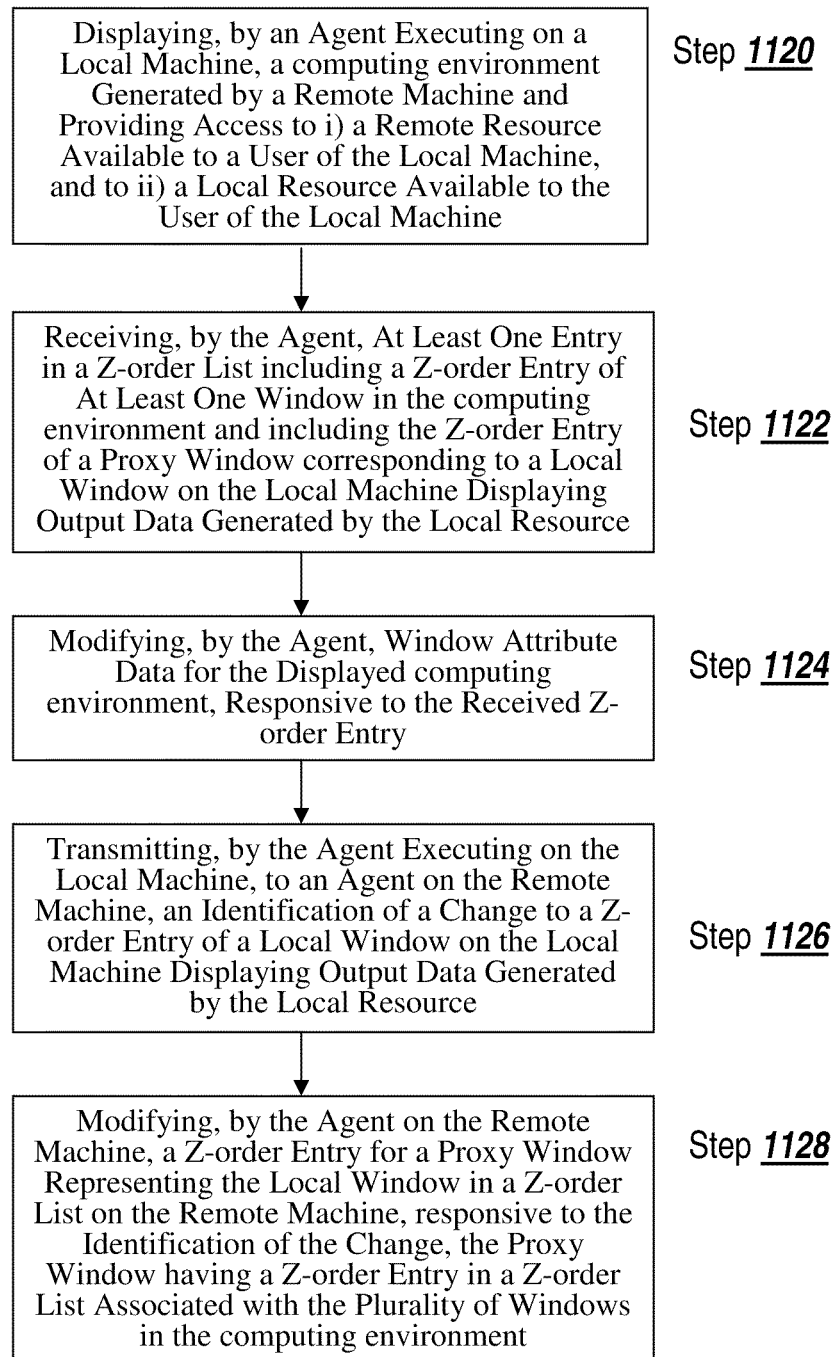 Displaying, by an Agent Executing on a
Local Machine, a computing environment
Generated by a Remote Machine and
Providing Access to i) a Remote Resource
Available to a User of the Local Machine,
and to ii) a Local Resource Available to the
User of the Local Machine
Step 1120
Receiving, by the Agent, At Least One Entry
in a Z-order List including a Z-order Entry of
At Least One Window in the computing
environment and including the Z-order Entry
of a Proxy Window corresponding to a Local
Window on the Local Machine Displaying
Output Data Generated by the Local Resource
Step 1122
Modifying, by the Agent, Window Attribute
Data for the Displayed computing
environment, Responsive to the Received Z-
order Entry
Step 1124
Transmitting, by the Agent Executing on the
Local Machine, to an Agent on the Remote
Machine, an Identification of a Change to a Z-
order Entry of a Local Window on the Local
Machine Displaying Output Data Generated
by the Local Resource
Step 1126
Modifying, by the Agent on the Remote
Machine, a Z-order Entry for a Proxy Window
Representing the Local Window in a Z-order
List on the Remote Machine, responsive to the
Identification of the Change, the Proxy
Window having a Z-order Entry in a Z-order
List Associated with the Plurality of Windows
in the computing environment
Step 1128